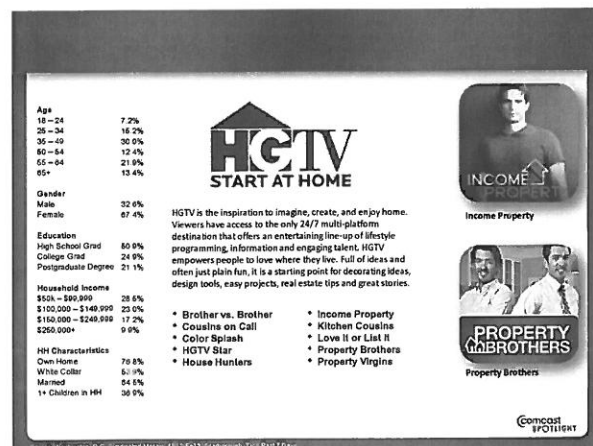 Age
18 – 24 7.2%
25 – 34 15 2%
35 – 49 30 0%
50 – 54 12 4%
55 – 64 21 9%
65+ 13 4%
Gender
Male 32 6%
Female 67 4%
Education
High School Grad 80 9%
College Grad 24 9%
Postgraduate Degree 21 1%
Household Income
$50k – $99,999 28 6%
$100,000 – $149,999 23 0%
$150,000 – $249,999 17.2%
$250,000+ 9 9%
HH Characteristics
Own Home 76 8%
White Collar
Married 64 6%
1+ Children in HH 36 9%
HGTV
START AT HOME
HGTV is the inspiration to imagine, create, and enjoy home.
Viewers have access to the only 24/7 multi-platform
destination that offers an entertaining line-up of lifestyle
programming, information and engaging talent. HGTV
empowers people to love where they live. Full of ideas and
often just plain fun, it is a starting point for decorating ideas,
design tools, easy projects, real estate tips and great stories.
• Brother vs. Brother
• Cousins on Call
• Color Splash
• HGTV Star
• House Hunters
• Income Property
• Kitchen Cousins
• Love It or List It
• Property Brothers
• Property Virgins
INCOME
PROPERTY
Income Property
PROPERTY
BROTHERS
Property Brothers
comcast
SPOTLIGHT